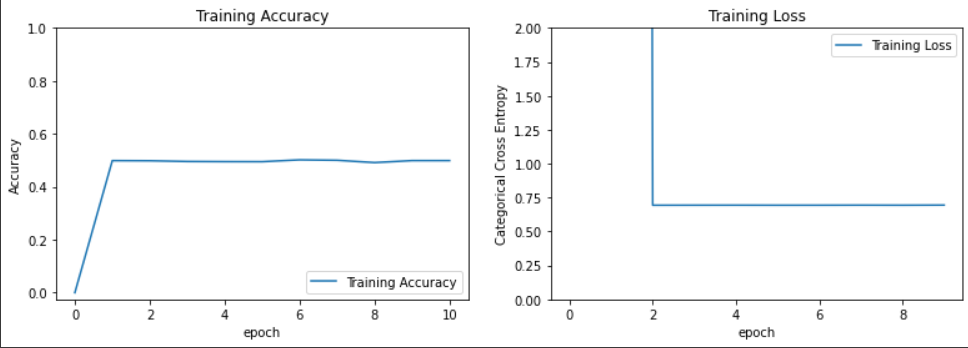 Training Accuracy
1.0
0.8
0.6
0.4
0.2
0.0
Accuracy
Training Accuracy
0 2 4 6 8 10
epoch
Training Loss
2.00
1.75
1.50
1.25
1.00
0.75
0.50
0.25
0.00
Categorical Cross Entropy
Training Loss
0 2 4 6 8
epoch